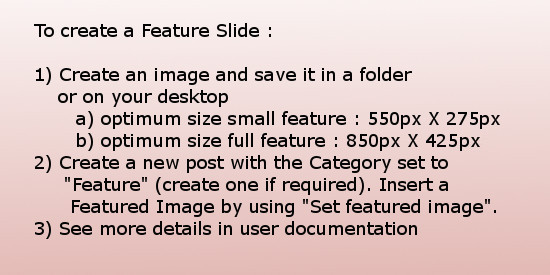 To create a Feature Slide :
1) Create an image and save it in a folder
or on your desktop
a) optimum size small feature : 550px X 275px
b) optimum size full feature : 850px X 425px
2) Create a new post with the Category set to
"Feature" (create one if required). Insert a
Featured Image by using "Set featured image".
3) See more details in user documentation